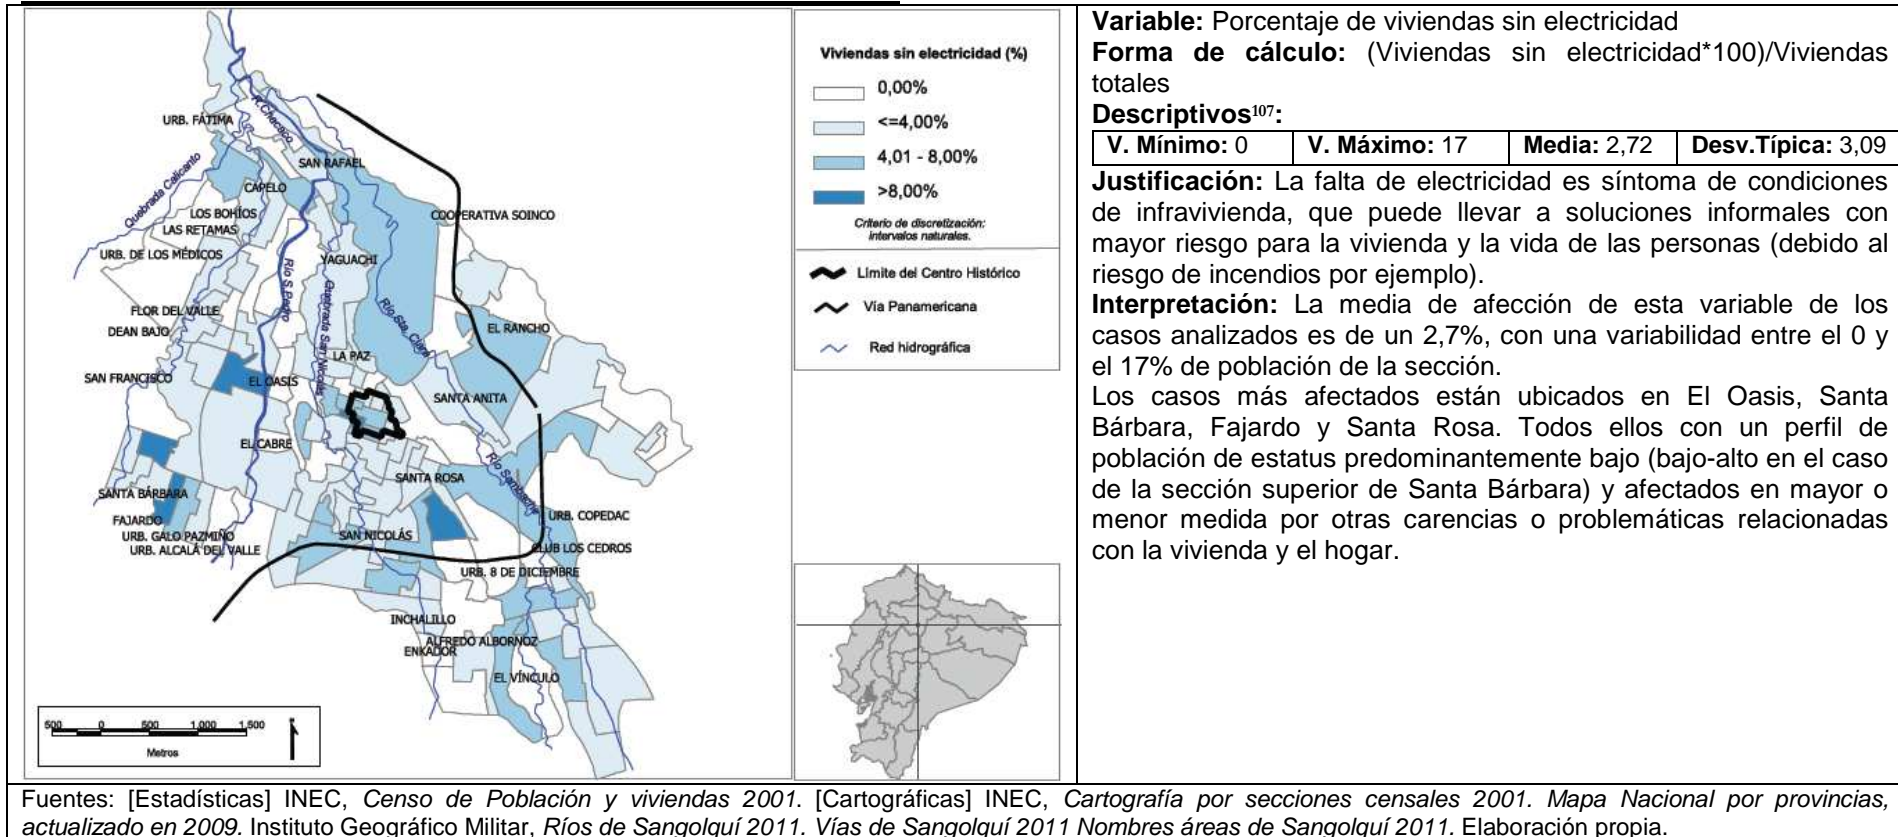 URB. FÁTIMA
R. Chacaco
SAN RAFAEL
Quebrada Calicanto
CAPELO
LOS BOHÍOS
COOPERATIVA SOINCO
LAS RETAMAS
URB. DE LOS MÉDICOS
YAGUACHI
Río S. Pedro
Quebrada San Nicolás
Río Sta. Clara
FLOR DEL VALLE
DEAN BAJO
EL RANCHO
LA PAZ
SAN FRANCISCO
EL OASIS
SANTA ANITA
EL CABRE
SANTA ROSA
Río Sambache
SANTA BÁRBARA
FAJARDO
URB. COPEDAC
URB. GALO PAZMIÑO
SAN NICOLÁS
URB. ALCALÁ DEL VALLE
CLUB LOS CEDROS
URB. 8 DE DICIEMBRE
INCHALILLO
ALFREDO ALBORNOZ
ENKADOR
EL VÍNCULO
500 0 500 1.000 1.500
Metros
Viviendas sin electricidad (%)
0,00%
<=4,00%
4,01 - 8,00%
>8,00%
Criterio de discretización:
intervalos naturales.
Límite del Centro Histórico
Vía Panamericana
Red hidrográfica
Variable: Porcentaje de viviendas sin electricidad
Forma de cálculo: (Viviendas sin electricidad*100)/Viviendas
totales
Descriptivos107:
V. Mínimo: 0 V. Máximo: 17 Media: 2,72 Desv.Típica: 3,09
Justificación: La falta de electricidad es síntoma de condiciones
de infravivienda, que puede llevar a soluciones informales con
mayor riesgo para la vivienda y la vida de las personas (debido al
riesgo de incendios por ejemplo).
Interpretación: La media de afección de esta variable de los
casos analizados es de un 2,7%, con una variabilidad entre el 0 y
el 17% de población de la sección.
Los casos más afectados están ubicados en El Oasis, Santa
Bárbara, Fajardo y Santa Rosa. Todos ellos con un perfil de
población de estatus predominantemente bajo (bajo-alto en el caso
de la sección superior de Santa Bárbara) y afectados en mayor o
menor medida por otras carencias o problemáticas relacionadas
con la vivienda y el hogar.
Fuentes: [Estadísticas] INEC, Censo de Población y viviendas 2001. [Cartográficas] INEC, Cartografía por secciones censales 2001. Mapa Nacional por provincias,
actualizado en 2009. Instituto Geográfico Militar, Ríos de Sangolquí 2011. Vías de Sangolquí 2011 Nombres áreas de Sangolquí 2011. Elaboración propia.